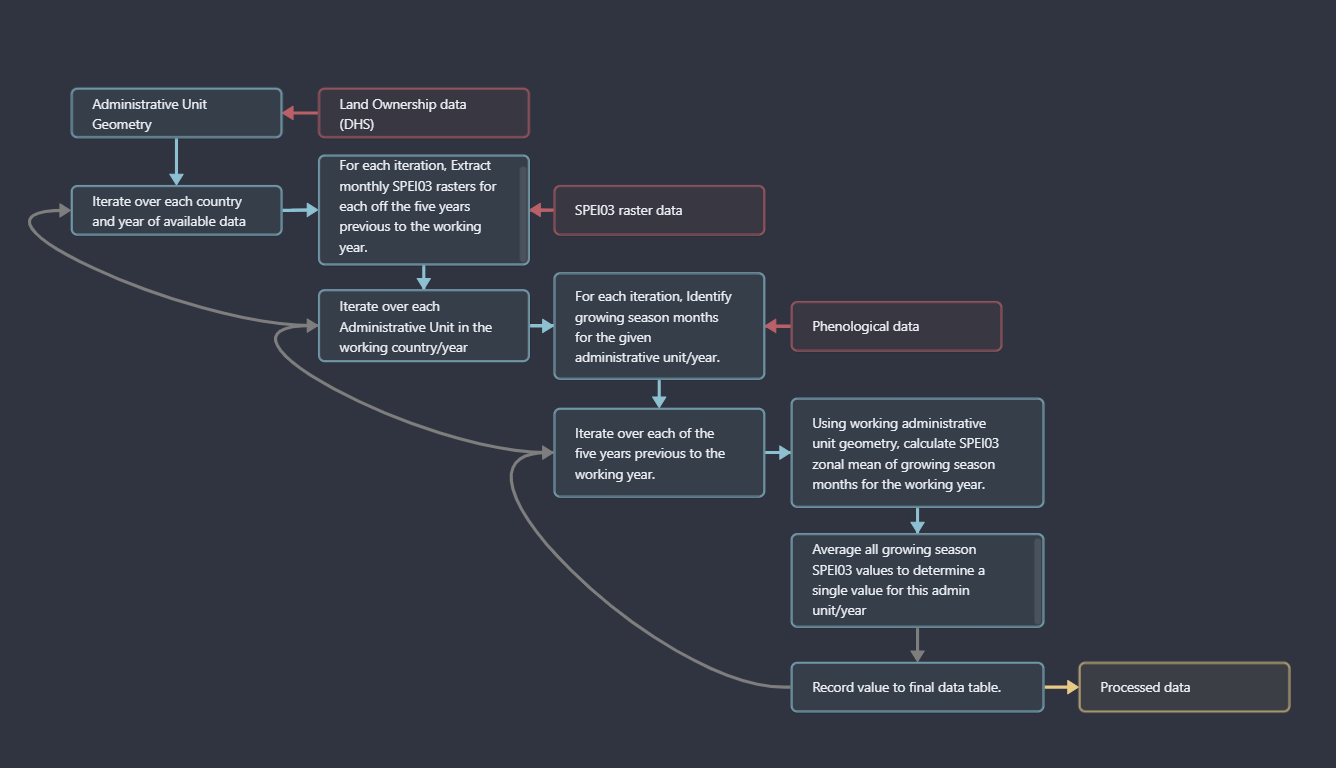 Administrative Unit
Geometry
Land Ownership data
(DHS)
For each iteration, Extract
monthly SPEI03 rasters for
each off the five years
previous to the working
year.
Iterate over each country
and year of available data
SPEI03 raster data
Iterate over each
Administrative Unit in the
working country/year
For each iteration, Identify
growing season months
for the given
administrative unit/year.
Phenological data
Iterate over each of the
five years previous to the
working year.
Using working administrative
unit geometry, calculate SPEI03
zonal mean of growing season
months for the working year.
Average all growing season
SPEI03 values to determine a
single value for this admin
unit/year
Record value to final data table.
Processed data